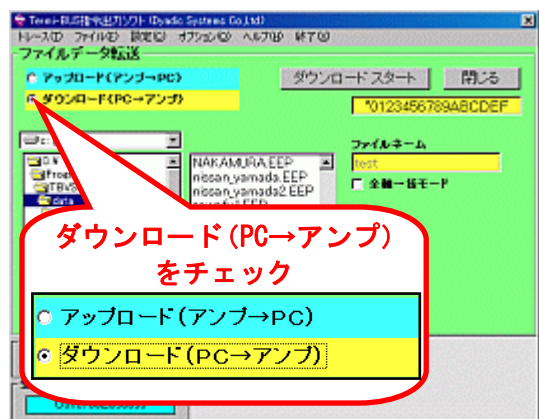 Termi-BUS指令出力ソフト (Dyadic Systems Co.,Ltd)
トレース(T) ファイル(E) 設定(C) オプション(O) ヘルプ(H) 終了(Q)
ファイルデータ転送
アップロード(アンプ→PC)
ダウンロード(PC→アンプ)
ダウンロード スタート
閉じる
"0123456789ABCDEF
c:
ファイルネーム
test
全軸一括モード
C:¥
data
NAKAMURA.EEP
nissan_yamada.EEP
nissan_yamada2.EEP
ダウンロード(PC→アンプ)
をチェック
アップロード(アンプ→PC)
ダウンロード(PC→アンプ)